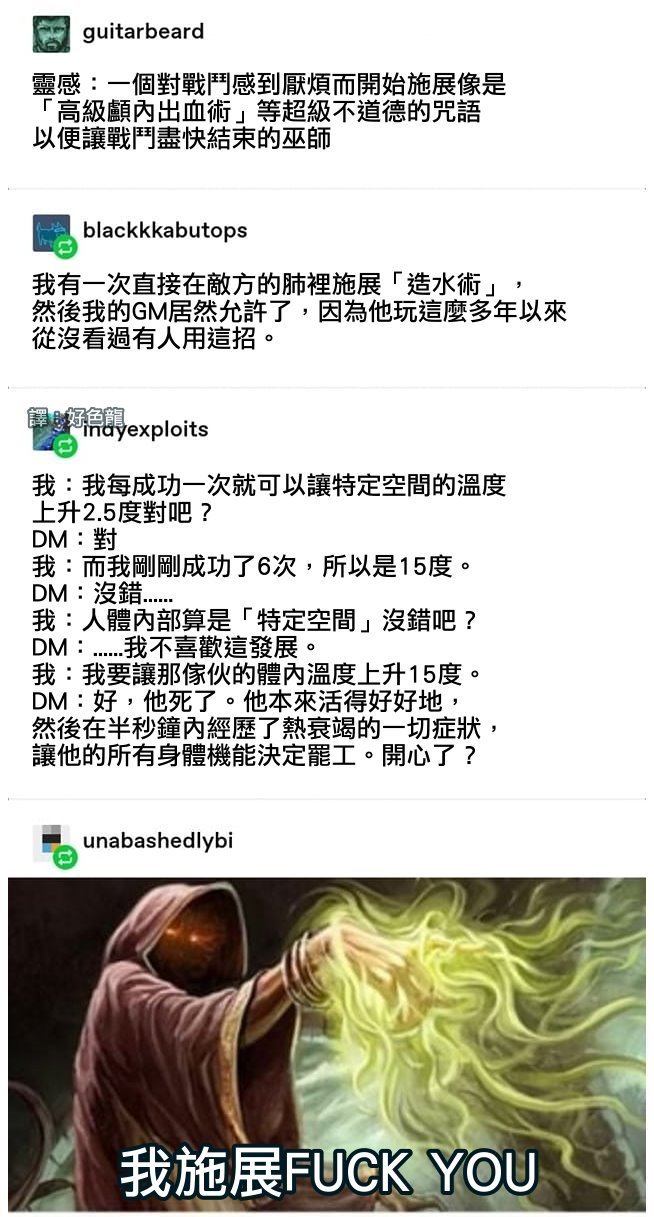 guitarbeard
靈感：一個對戰鬥感到厭煩而開始施展像是
「高級顱內出血術」等超級不道德的咒語
以便讓戰鬥盡快結束的巫師
blackkkabutops
我有一次直接在敵方的肺裡施展「造水術」，
然後我的GM居然允許了，因為他玩這麼多年以來
從沒看過有人用這招。
譯：好色龍
indyexploits
我：我每成功一次就可以讓特定空間的溫度
上升2.5度對吧？
DM：對
我：而我剛剛成功了6次，所以是15度。
DM：沒錯......
我：人體內部算是「特定空間」沒錯吧？
DM：......我不喜歡這發展。
我：我要讓那傢伙的體內溫度上升15度。
DM：好，他死了。他本來活得好好地，
然後在半秒鐘內經歷了熱衰竭的一切症狀，
讓他的所有身體機能決定罷工。開心了？
unabashedlybi
我施展FUCK YOU